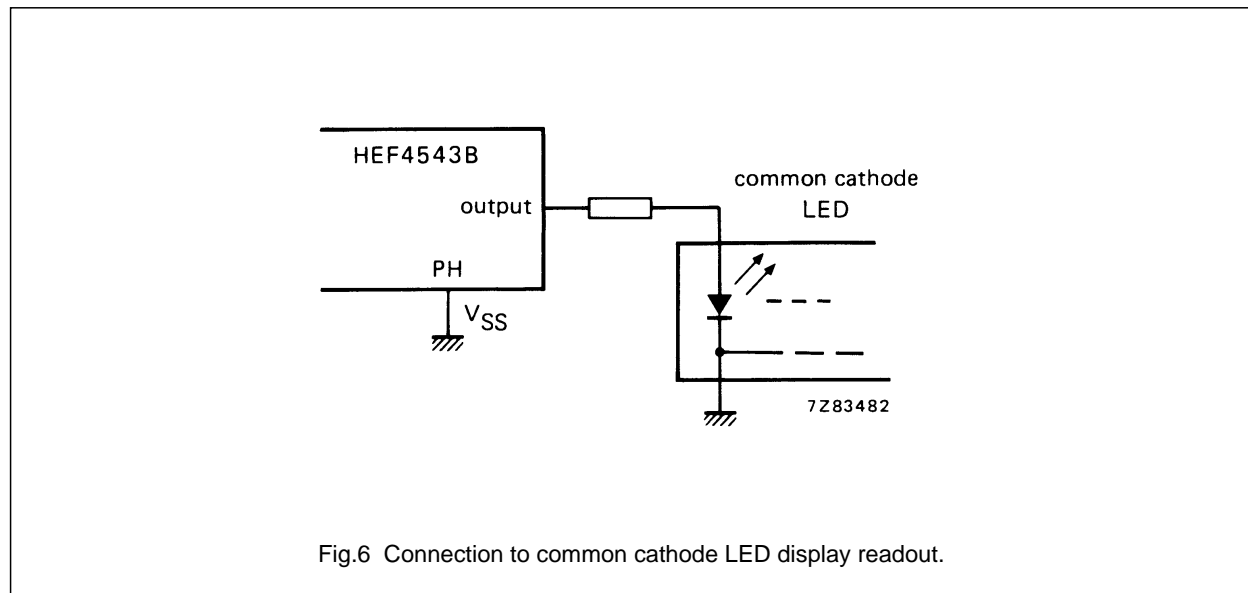 HEF4543B
output
common cathode
LED
PH
VSS
7Z83482
Fig.6 Connection to common cathode LED display readout.